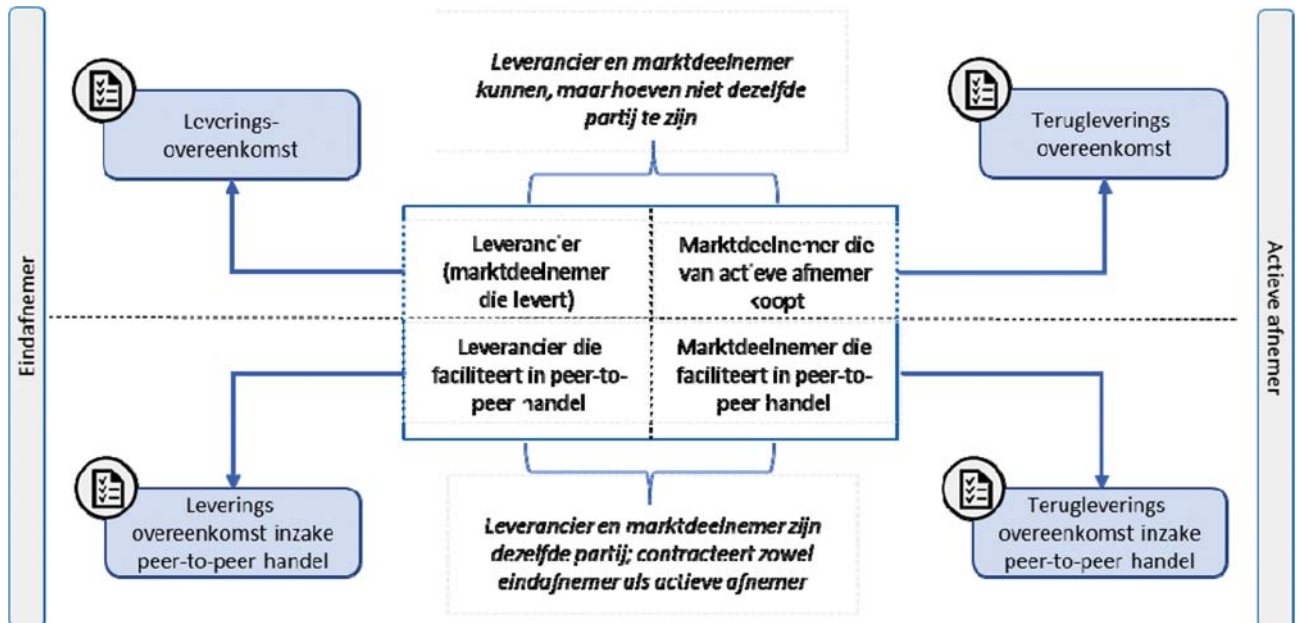 Eindafnemer
Leverancier en marktdeelnemer
kunnen, maar hoeven niet dezelfde
partij te zijn
Leverings-
overeenkomst
Terugleverings
overeenkomst
Leverancier
(marktdeelnemer
die levert)
Marktdeelnemer die
van actieve afnemer
koopt
Leverancier die
faciliteert in peer-to-
peer handel
Marktdeelnemer die
faciliteert in peer-to-
peer handel
Leverings
overeenkomst inzake
peer-to-peer handel
Leverancier en marktdeelnemer zijn
dezelfde partij; contracteert zowel
eindafnemer als actieve afnemer
Terugleverings
overeenkomst inzake
peer-to-peer handel
Actieve afnemer